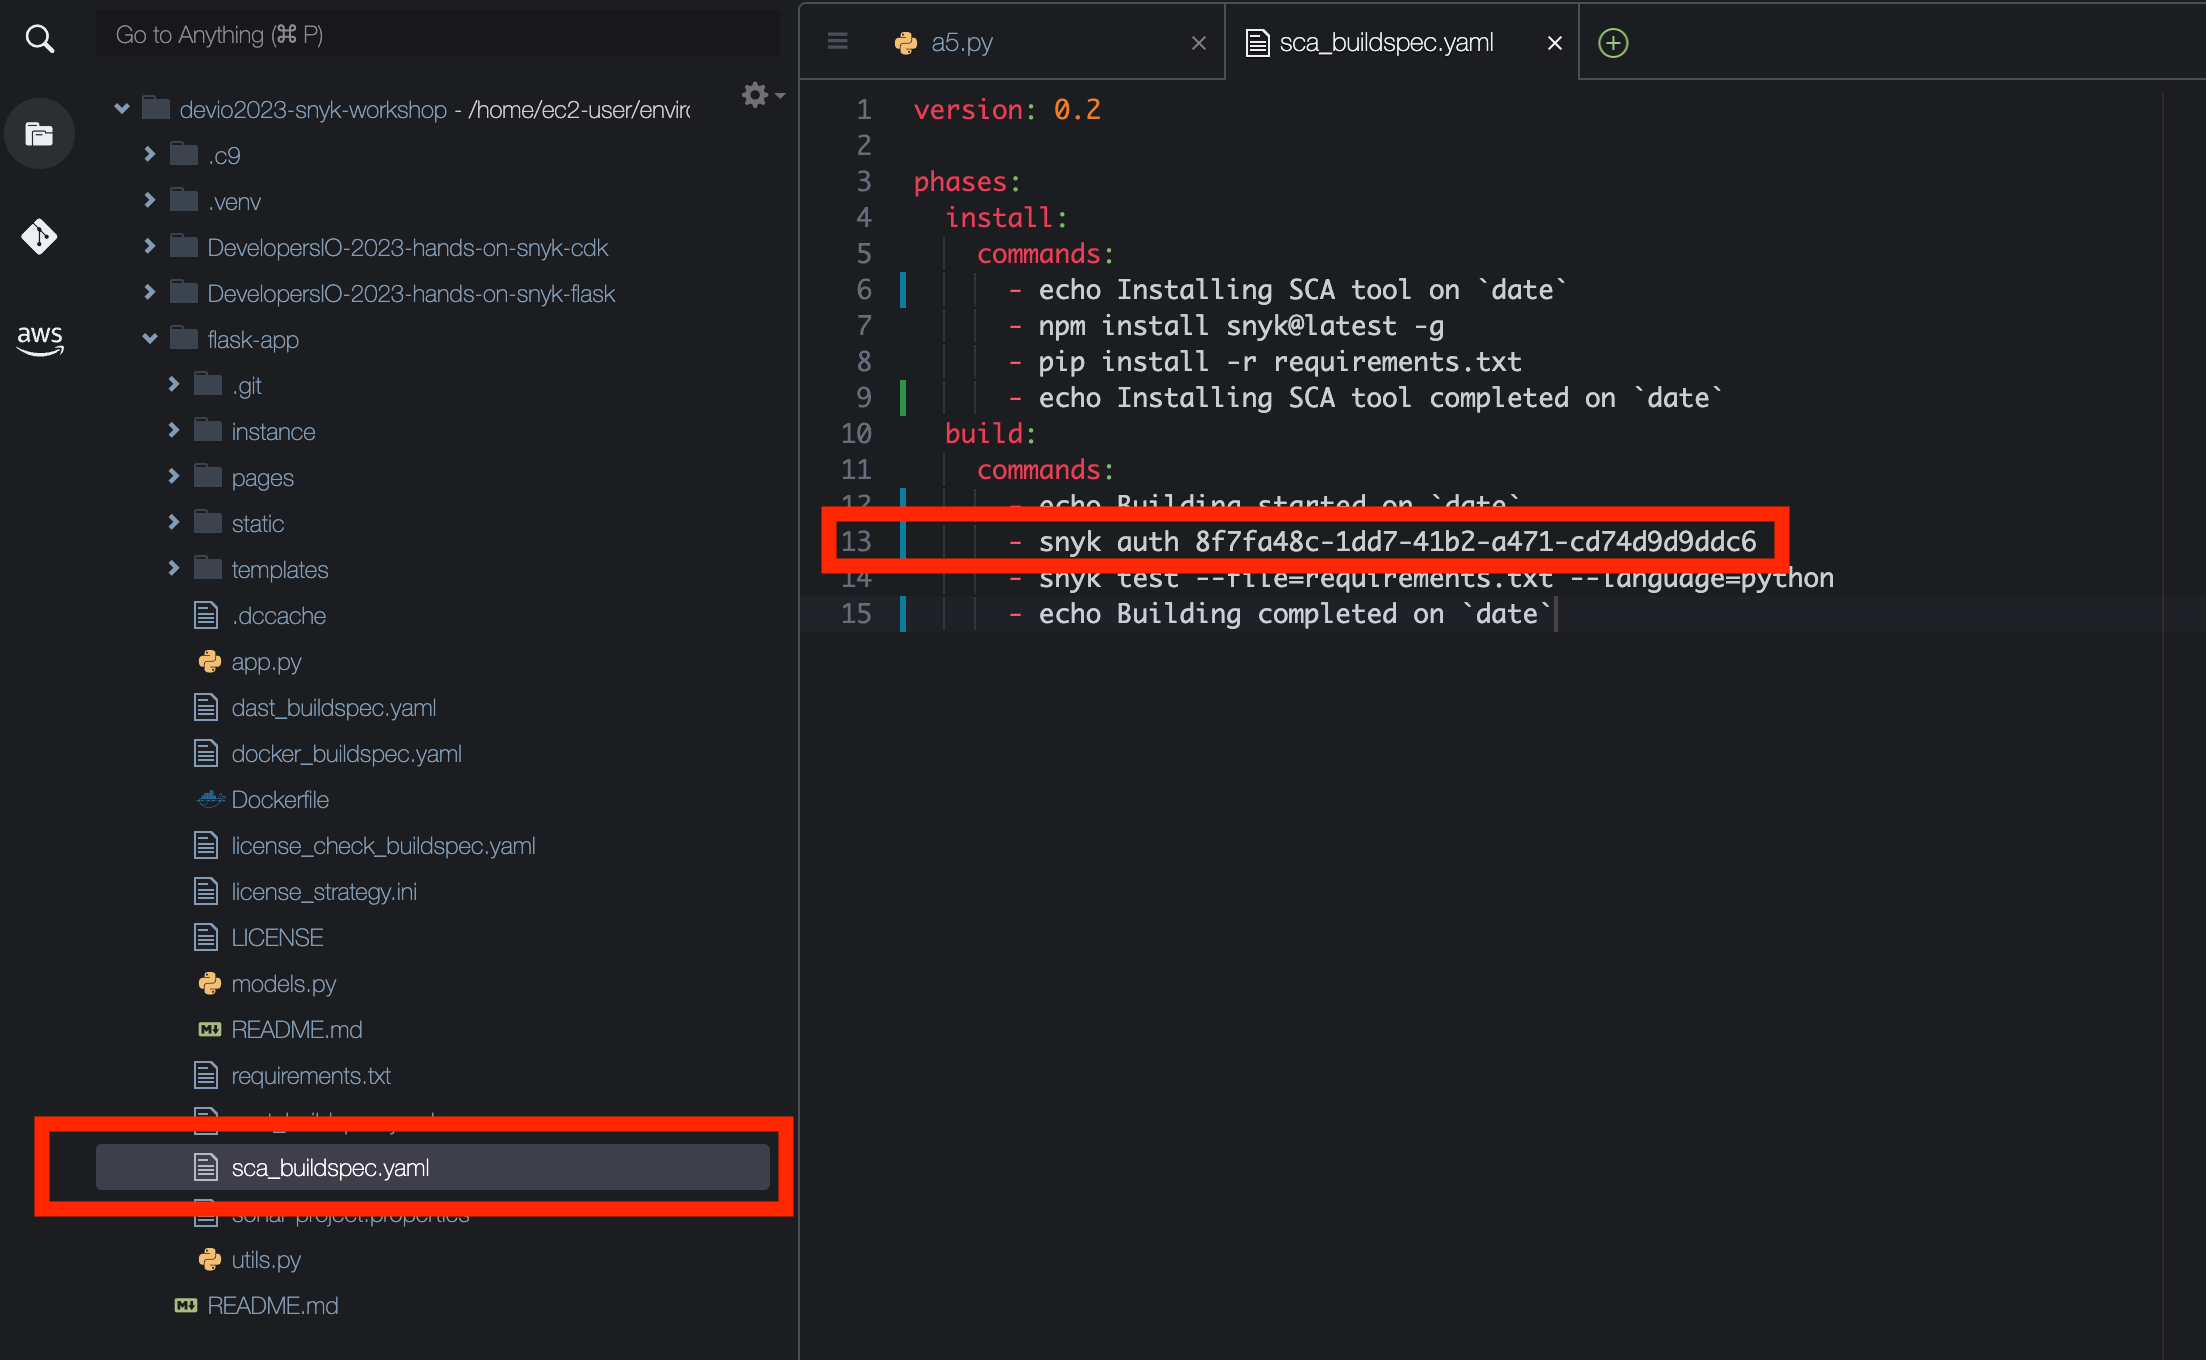 Go to Anything (⌘ P)
devio2023-snyk-workshop - /home/ec2-user/enviro
.c9
.venv
DevelopersIO-2023-hands-on-snyk-cdk
DevelopersIO-2023-hands-on-snyk-flask
aws
flask-app
.git
instance
pages
static
templates
.dccache
app.py
dast_buildspec.yaml
docker_buildspec.yaml
Dockerfile
license_check_buildspec.yaml
license_strategy.ini
LICENSE
models.py
README.md
requirements.txt
sca_buildspec.yaml
sonar-project.properties
utils.py
README.md
a5.py
sca_buildspec.yaml
1 version: 0.2
2
3 phases:
4 install:
5 commands:
6 - echo Installing SCA tool on `date`
7 - npm install snyk@latest -g
8 - pip install -r requirements.txt
9 - echo Installing SCA tool completed on `date`
10 build:
11 commands:
12 - echo Building started on `date`
13 - snyk auth 8f7fa48c-1dd7-41b2-a471-cd74d9d9ddc6
14 - snyk test --file=requirements.txt --language=python
15 - echo Building completed on `date`